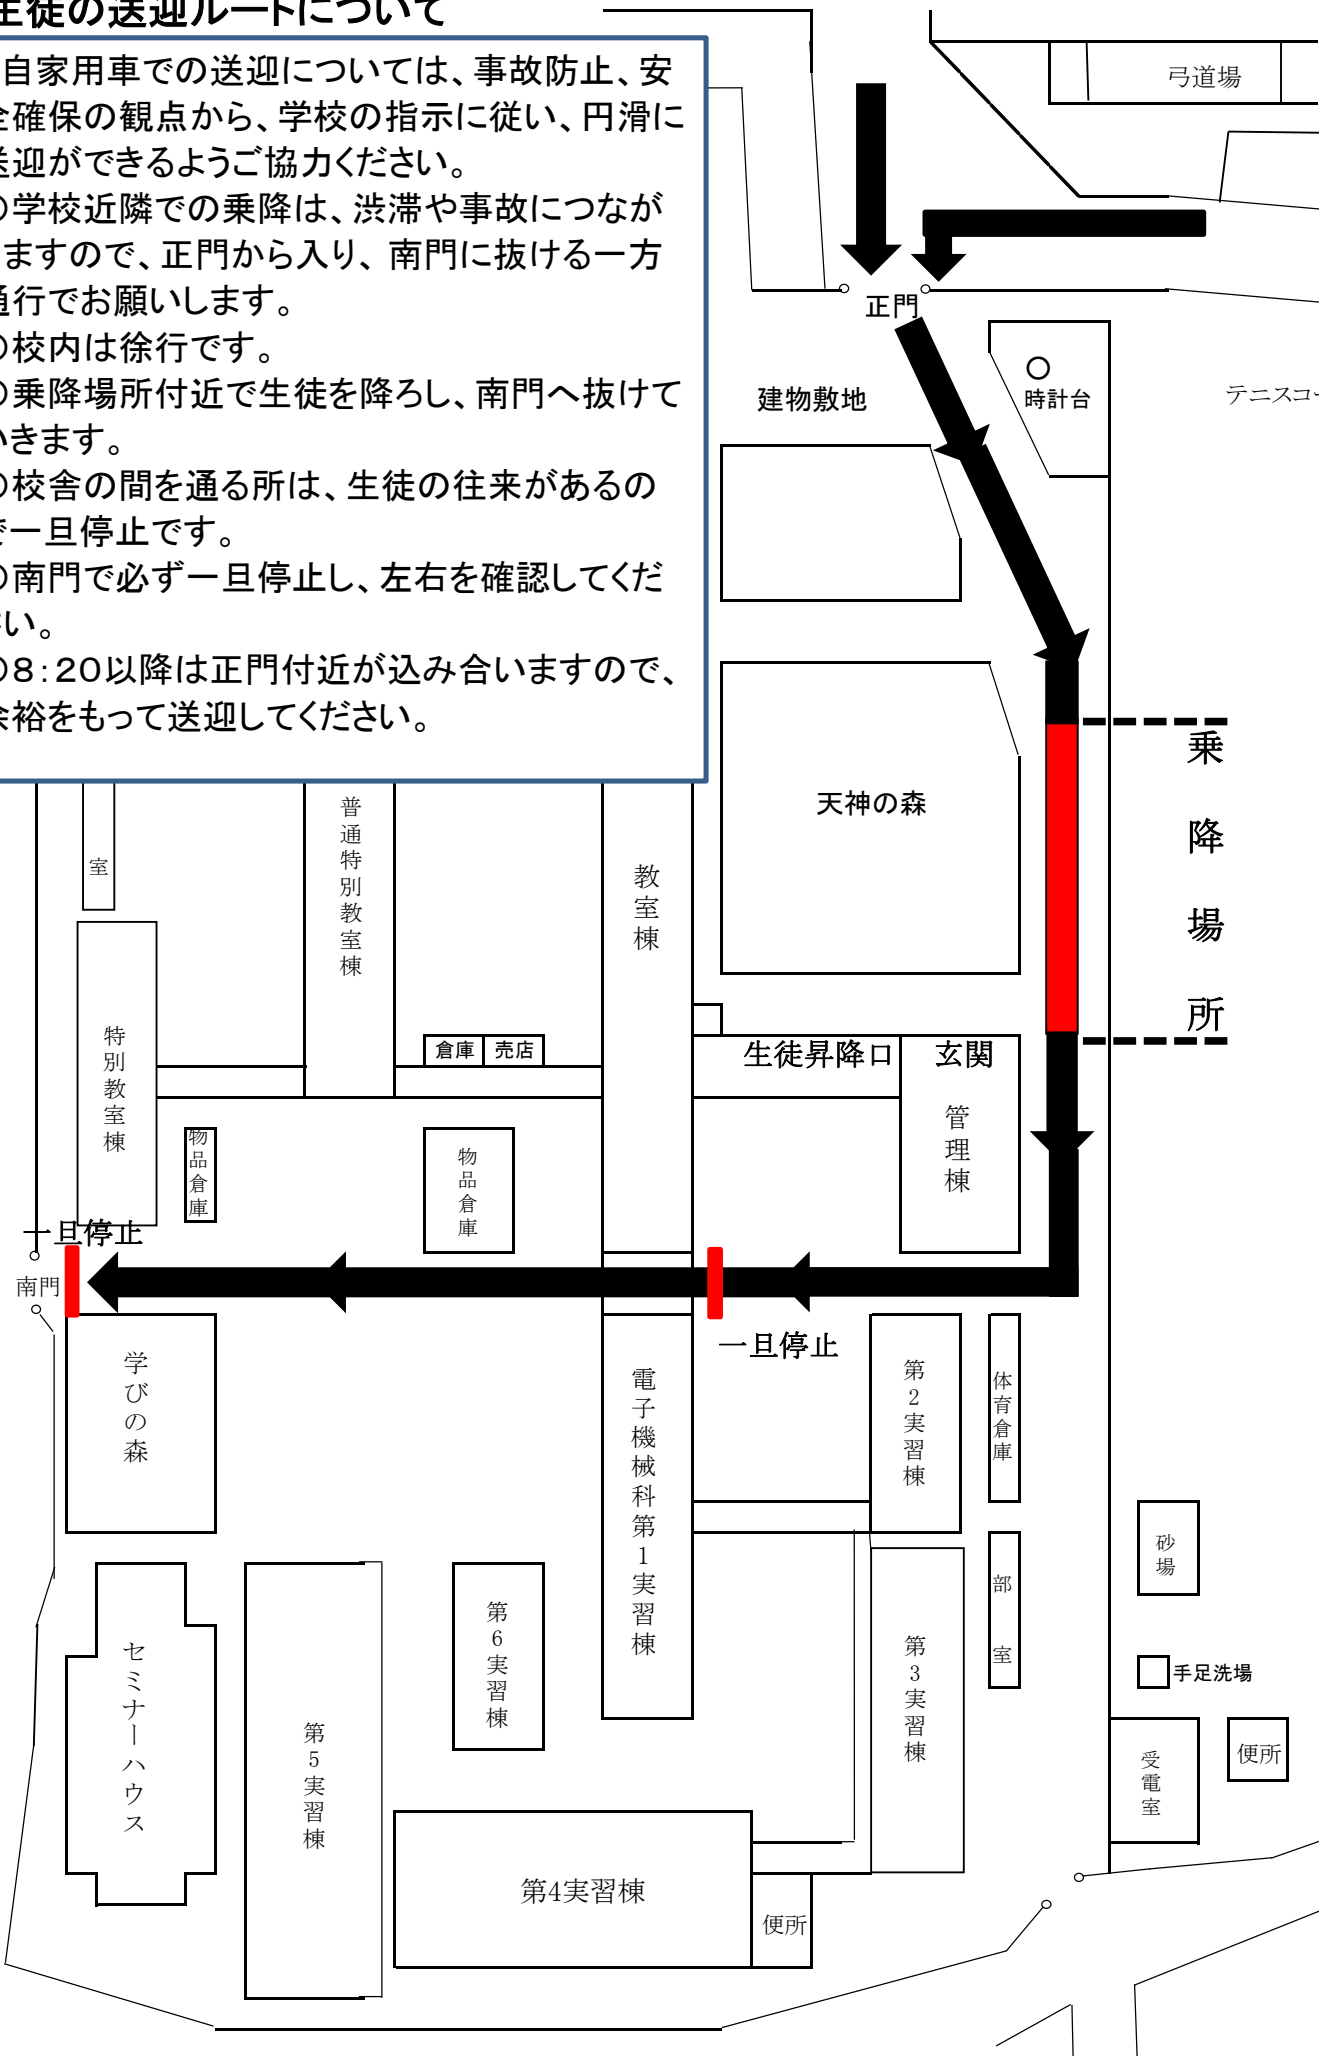 生徒の送迎ルートについて
自家用車での送迎については、事故防止、安
全確保の観点から、学校の指示に従い、円滑に
送迎ができるようご協力ください。
学校近隣での乗降は、渋滞や事故につなが
ますので、正門から入り、南門に抜ける一方
通行でお願いします。
校内は徐行です。
乗降場所付近で生徒を降ろし、南門へ抜けて
いきます。
校舎の間を通る所は、生徒の往来があるの
で一旦停止です。
南門で必ず一旦停止し、左右を確認してくだ
さい。
8:20以降は正門付近が込み合いますので、
余裕をもって送迎してください。
弓道場
正門
時計台
建物敷地
テニスコー
乗降場所
天神の森
普通特別教室棟
教室棟
室
特別教室棟
倉庫
売店
生徒昇降口
玄関
管理棟
物品倉庫
物品倉庫
一旦停止
南門
一旦停止
学びの森
電子機械科第1実習棟
第2実習棟
体育倉庫
砂場
部室
手足洗場
セミナーハウス
第6実習棟
第3実習棟
第5実習棟
受電室
便所
第4実習棟
便所